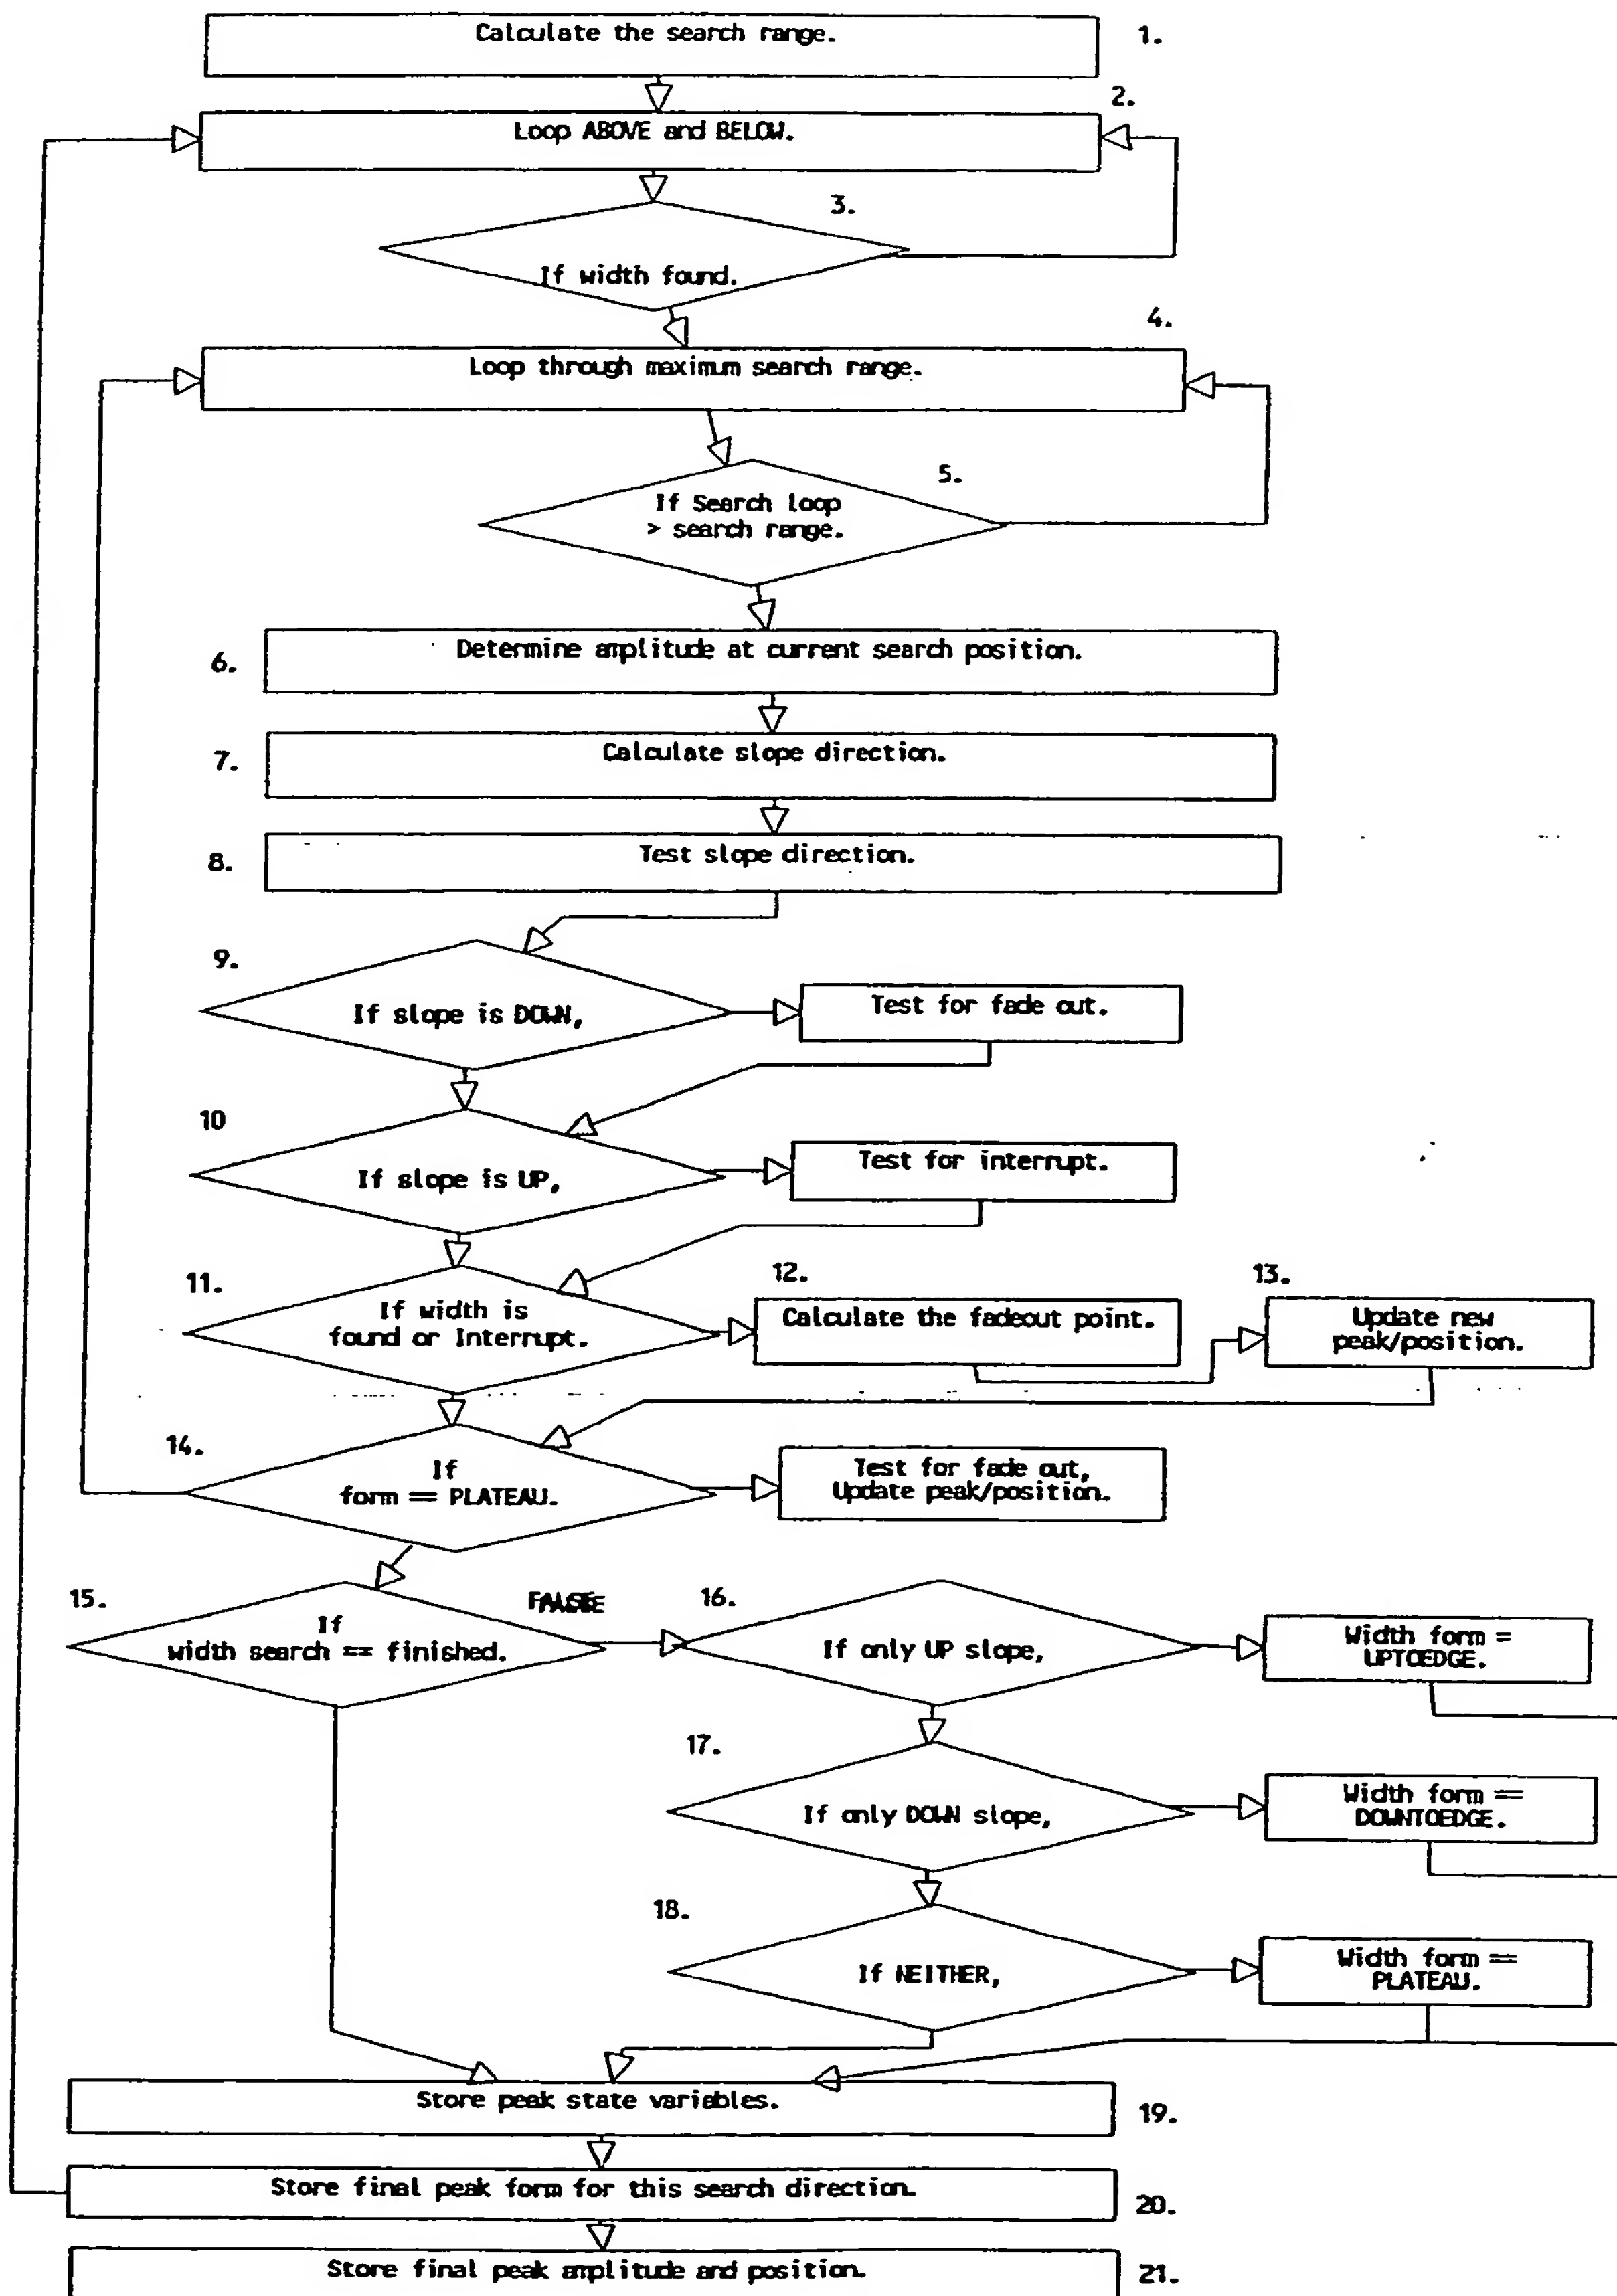 Calculate the search range.
1.
2.
Loop ABOVE and BELOW.
3.
If width found.
4.
Loop through maximum search range.
5.
If Search loop
> search range.
6.
Determine amplitude at current search position.
7.
Calculate slope direction.
8.
Test slope direction.
9.
If slope is DOWN,
Test for fade out.
10
If slope is UP,
Test for interrupt.
11.
If width is
found or Interrupt.
12.
Calculate the fadeout point.
13.
Update new
peak/position.
14.
If
form == PLATEAU.
Test for fade out,
Update peak/position.
15.
If
width search == finished.
FALSE
16.
If only UP slope,
Width form =
UPTOEDGE.
17.
If only DOWN slope,
Width form ==
DOWNTOEDGE.
18.
If NEITHER,
Width form ==
PLATEAU.
Store peak state variables.
19.
Store final peak form for this search direction.
20.
Store final peak amplitude and position.
21.